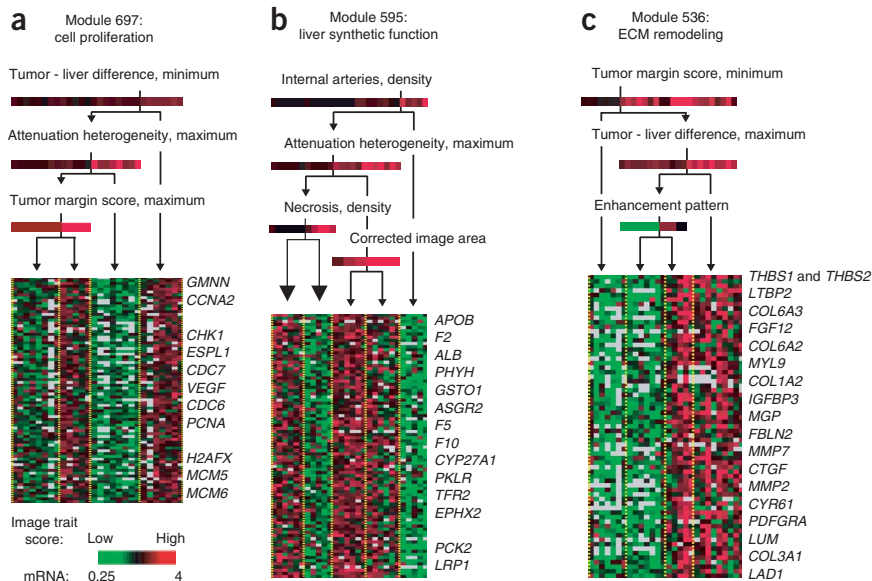 a
Module 697:
cell proliferation
Tumor - liver difference, minimum
Attenuation heterogeneity, maximum
Tumor margin score, maximum
GMNN
CCNA2
CHK1
ESPL1
CDC7
VEGF
CDC6
PCNA
H2AFX
MCM5
MCM6
Image trait
score:
Low
High
mRNA:
0.25
4
b
Module 595:
liver synthetic function
Internal arteries, density
Attenuation heterogeneity, maximum
Necrosis, density
Corrected image area
APOB
F2
ALB
PHYH
GSTO1
ASGR2
F5
F10
CYP27A1
PKLR
TFR2
EPHX2
PCK2
LRP1
c
Module 536:
ECM remodeling
Tumor margin score, minimum
Tumor - liver difference, maximum
Enhancement pattern
THBS1 and THBS2
LTBP2
COL6A3
FGF12
COL6A2
MYL9
COL1A2
IGFBP3
MGP
FBLN2
MMP7
CTGF
MMP2
CYR61
PDFGRA
LUM
COL3A1
LAD1